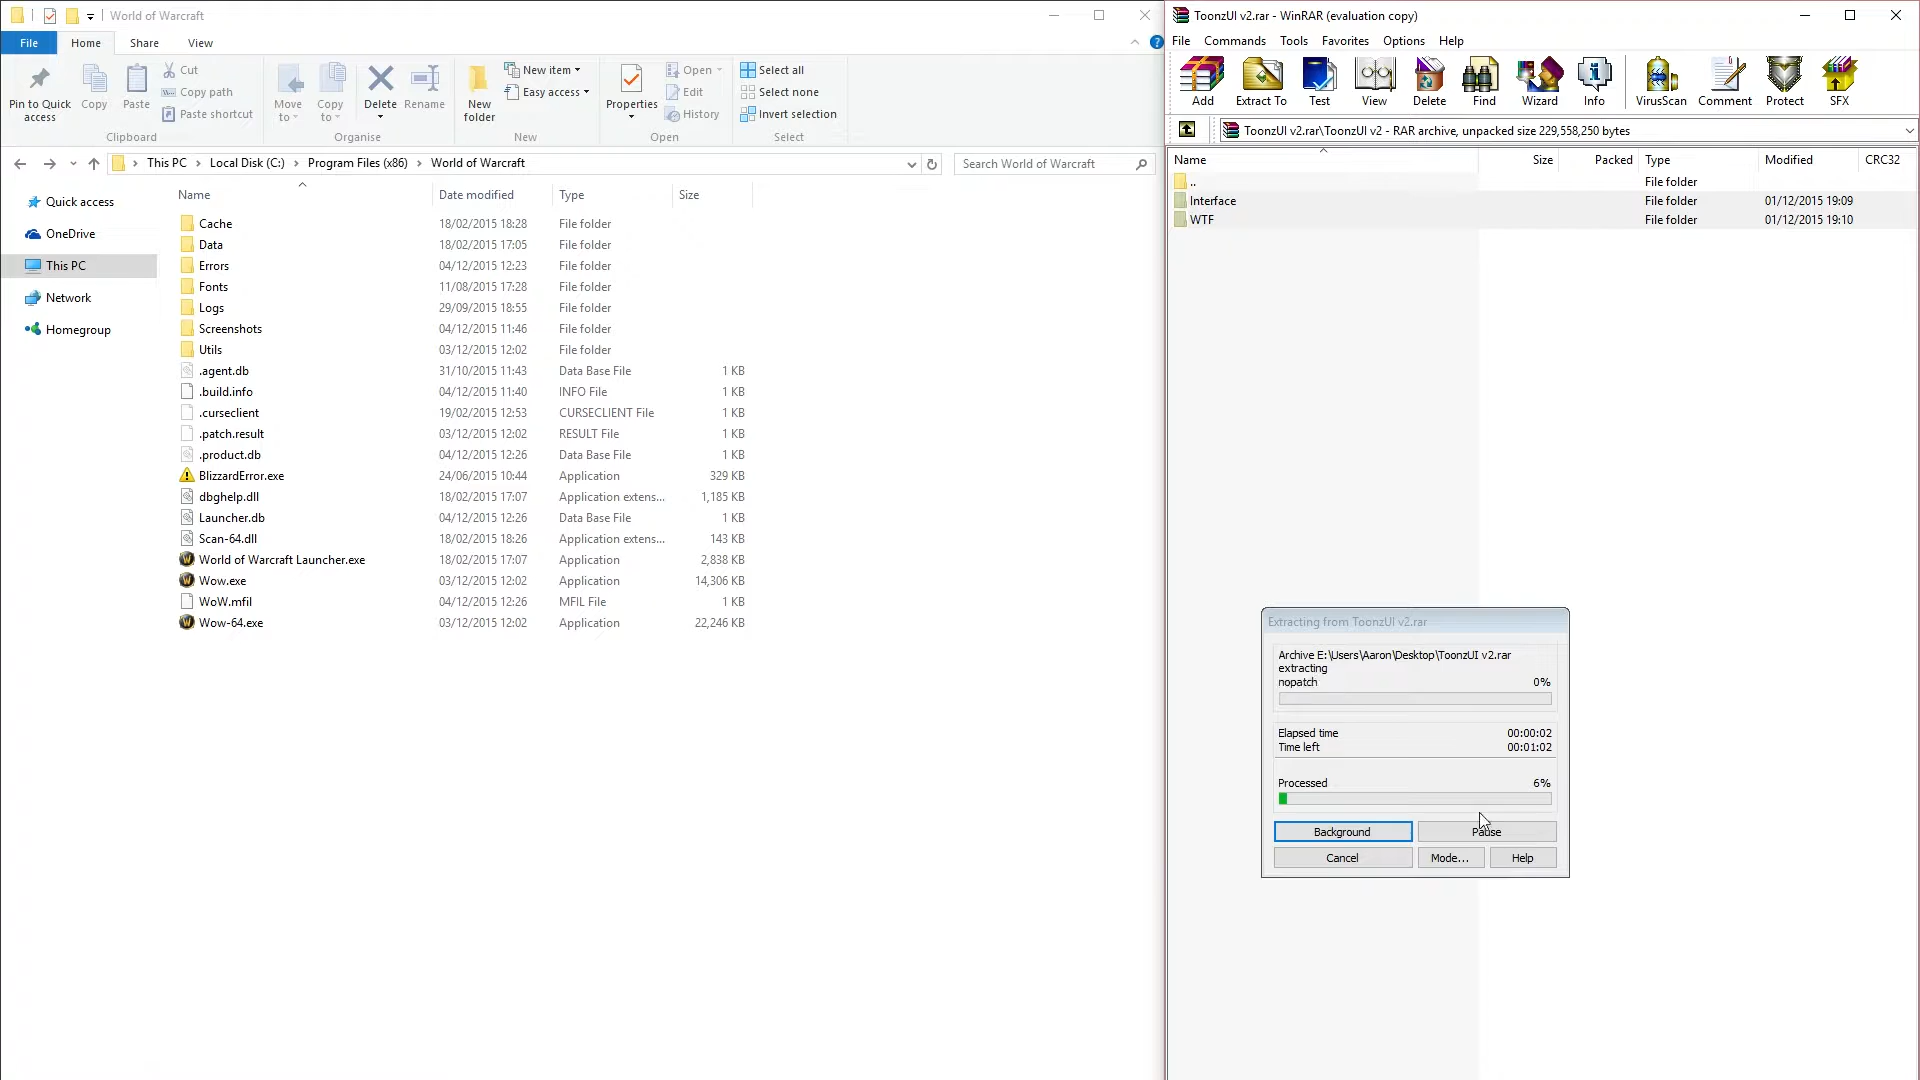 World of Warcraft
File Home Share View
Pin to Quick access
Copy
Paste
Cut
Copy path
Paste shortcut
Clipboard
Move to
Copy to
Delete
Rename
Organise
New folder
New item
Easy access
New
Properties
Open
Edit
History
Open
Select all
Select none
Invert selection
Select
This PC > Local Disk (C:) > Program Files (x86) > World of Warcraft
Search World of Warcraft
Quick access
OneDrive
This PC
Network
Homegroup
Name Date modified Type Size
Cache 18/02/2015 18:28 File folder
Data 18/02/2015 17:05 File folder
Errors 04/12/2015 12:23 File folder
Fonts 11/08/2015 17:28 File folder
Logs 29/09/2015 18:55 File folder
Screenshots 04/12/2015 11:46 File folder
Utils 03/12/2015 12:02 File folder
.agent.db 31/10/2015 11:43 Data Base File 1 KB
.build.info 04/12/2015 11:40 INFO File 1 KB
.curseclient 19/02/2015 12:53 CURSECLIENT File 1 KB
.patch.result 03/12/2015 12:02 RESULT File 1 KB
.product.db 04/12/2015 12:26 Data Base File 1 KB
BlizzardError.exe 24/06/2015 10:44 Application 329 KB
dbghelp.dll 18/02/2015 17:07 Application extens... 1,185 KB
Launcher.db 04/12/2015 12:26 Data Base File 1 KB
Scan-64.dll 18/02/2015 18:26 Application extens... 143 KB
World of Warcraft Launcher.exe 18/02/2015 17:07 Application 2,838 KB
Wow.exe 03/12/2015 12:02 Application 14,306 KB
WoW.mfil 04/12/2015 12:26 MFIL File 1 KB
Wow-64.exe 03/12/2015 12:02 Application 22,246 KB
ToonzUI v2.rar - WinRAR (evaluation copy)
File Commands Tools Favorites Options Help
Add Extract To Test View Delete Find Wizard Info VirusScan Comment Protect SFX
ToonzUI v2.rar\ToonzUI v2 - RAR archive, unpacked size 229,558,250 bytes
Name Size Packed Type Modified CRC32
.. File folder
Interface File folder 01/12/2015 19:09
WTF File folder 01/12/2015 19:10
Extracting from ToonzUI v2.rar
Archive E:\Users\Aaron\Desktop\ToonzUI v2.rar
extracting
nopatch 0%
Elapsed time 00:00:02
Time left 00:01:02
Processed 6%
Background Pause
Cancel Mode... Help